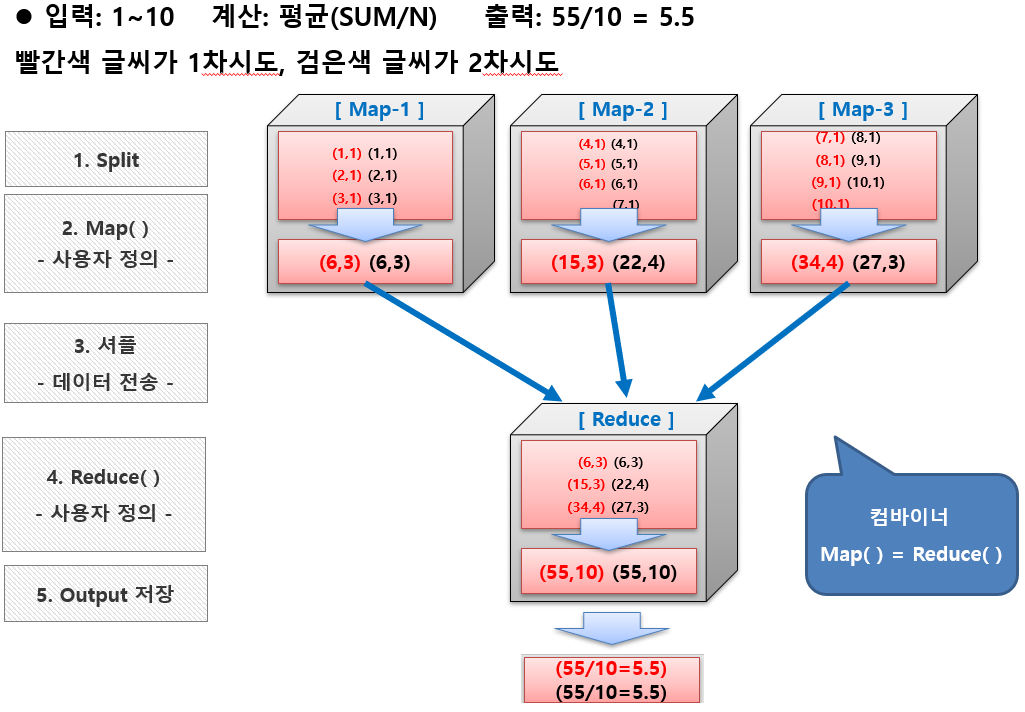 ● 입력: 1~10 계산: 평균(SUM/N) 출력: 55/10 = 5.5
빨간색 글씨가 1차시도, 검은색 글씨가 2차시도
1. Split
2. Map( )
- 사용자 정의 -
3. 셔플
- 데이터 전송 -
4. Reduce( )
- 사용자 정의 -
5. Output 저장
[ Map-1 ]
(1,1) (1,1)
(2,1) (2,1)
(3,1) (3,1)
(6,3) (6,3)
[ Map-2 ]
(4,1) (4,1)
(5,1) (5,1)
(6,1) (6,1)
(7,1)
(15,3) (22,4)
[ Map-3 ]
(7,1) (8,1)
(8,1) (9,1)
(9,1) (10,1)
(10,1)
(34,4) (27,3)
[ Reduce ]
(6,3) (6,3)
(15,3) (22,4)
(34,4) (27,3)
(55,10) (55,10)
(55/10=5.5)
(55/10=5.5)
컴바이너
Map( ) = Reduce( )